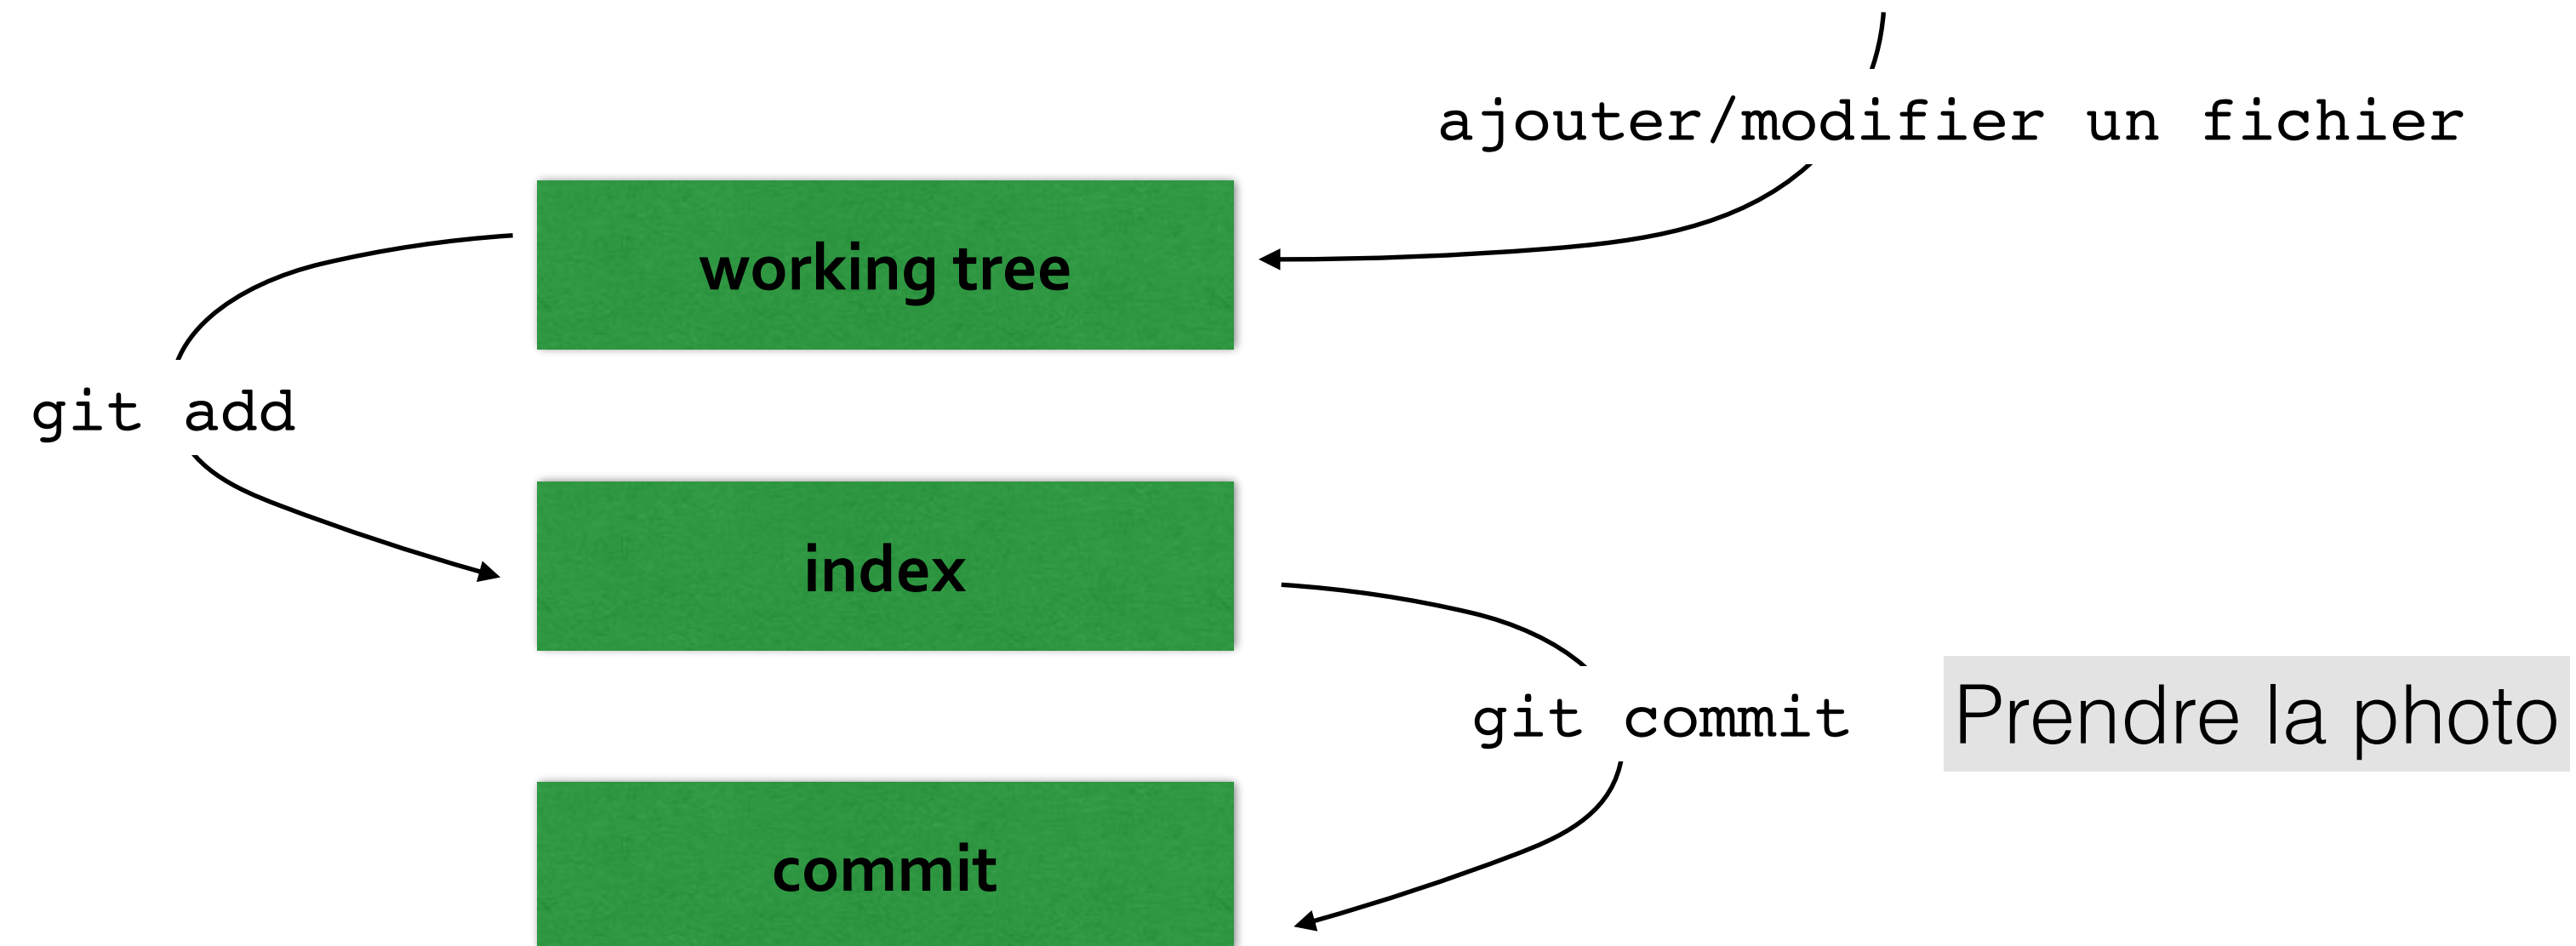 ajouter/modifier un fichier
working tree
git add
index
git commit
Prendre la photo
commit